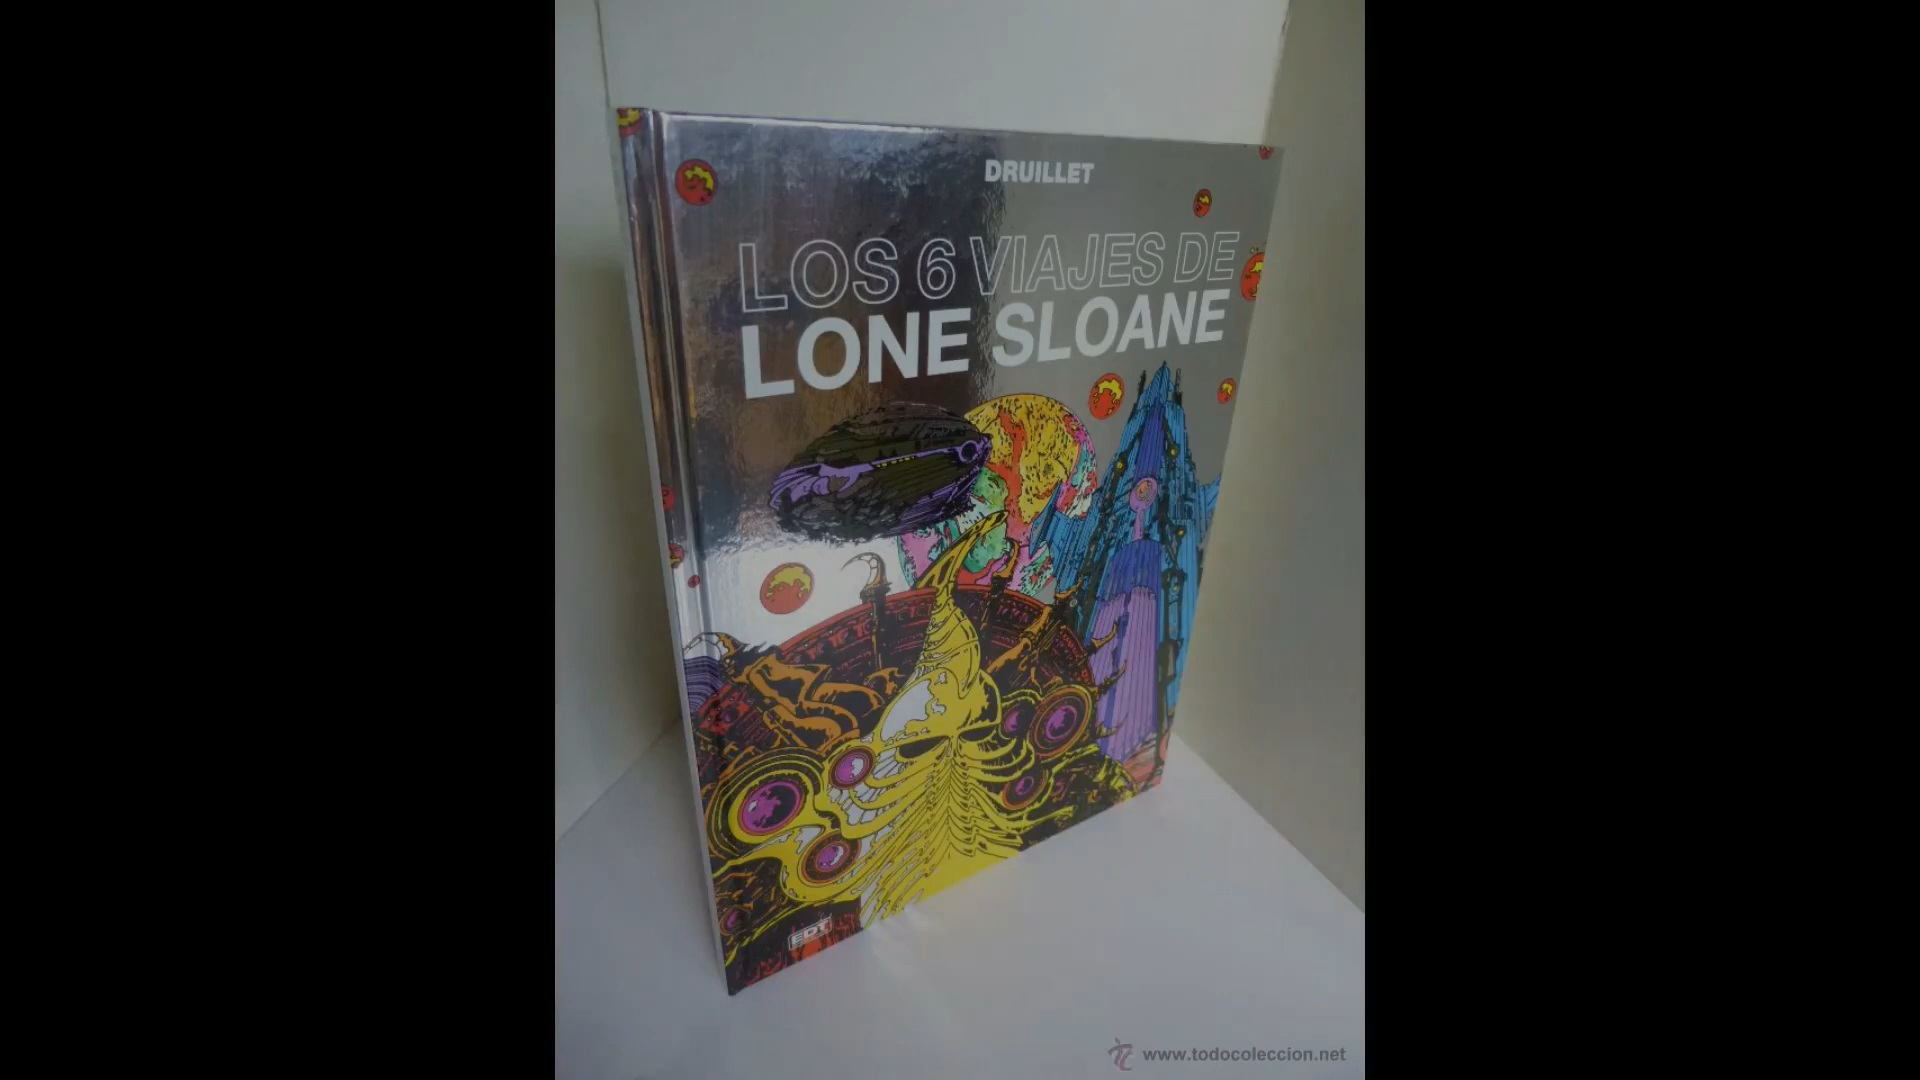 DRUILLET
LOS 6 VIAJES DE
LONE SLOANE
EDT
www.todocoleccion.net